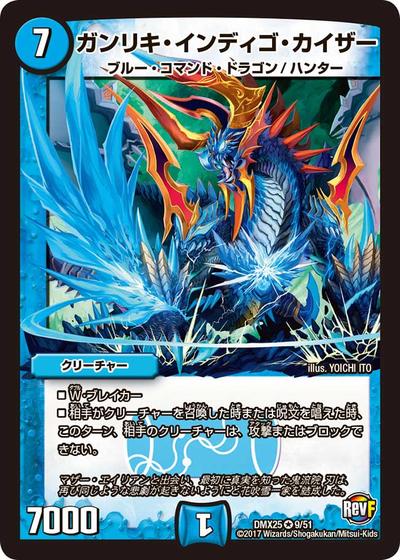 7
ガンリキ・インディゴ・カイザー
ブルー・コマンド・ドラゴン / ハンター
illus. YOICHI ITO
クリーチャー
■W・ブレイカー
■相手がクリーチャーを召喚した時または呪文を唱えた時、
このターン、相手のクリーチャーは、攻撃またはブロックで
きない。
マザー・エイリアンと出会い、最初に真実を知った鬼流院 刃は
再び同じような悲劇が起きないようにと花吹雪一家を結成した。
7000
1
DMX25 9/51
©2017 Wizards/Shogakukan/Mitsui-Kids
RevF